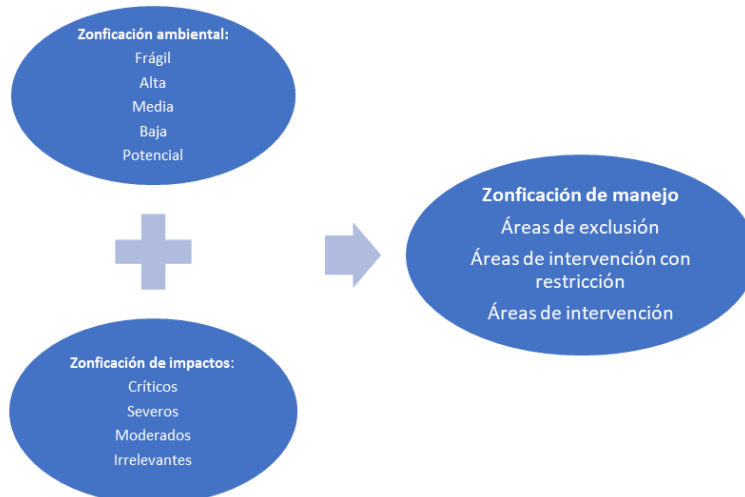 Zonficación ambiental:
Frágil
Alta
Media
Baja
Potencial
Zonficación de impactos:
Críticos
Severos
Moderados
Irrelevantes
Zonficación de manejo
Áreas de exclusión
Áreas de intervención con
restricción
Áreas de intervención